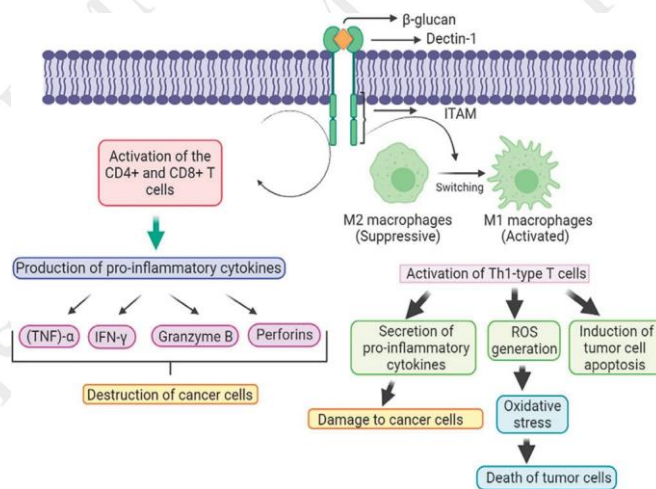 β-glucan
Dectin-1
ITAM
Activation of the
CD4+ and CD8+ T
cells
Switching
M2 macrophages
(Suppressive)
M1 macrophages
(Activated)
Production of pro-inflammatory cytokines
Activation of Th1-type T cells
(TNF)-α
IFN-γ
Granzyme B
Perforins
Secretion of
pro-inflammatory
cytokines
ROS
generation
Induction of
tumor cell
apoptosis
Destruction of cancer cells
Damage to cancer cells
Oxidative
stress
Death of tumor cells